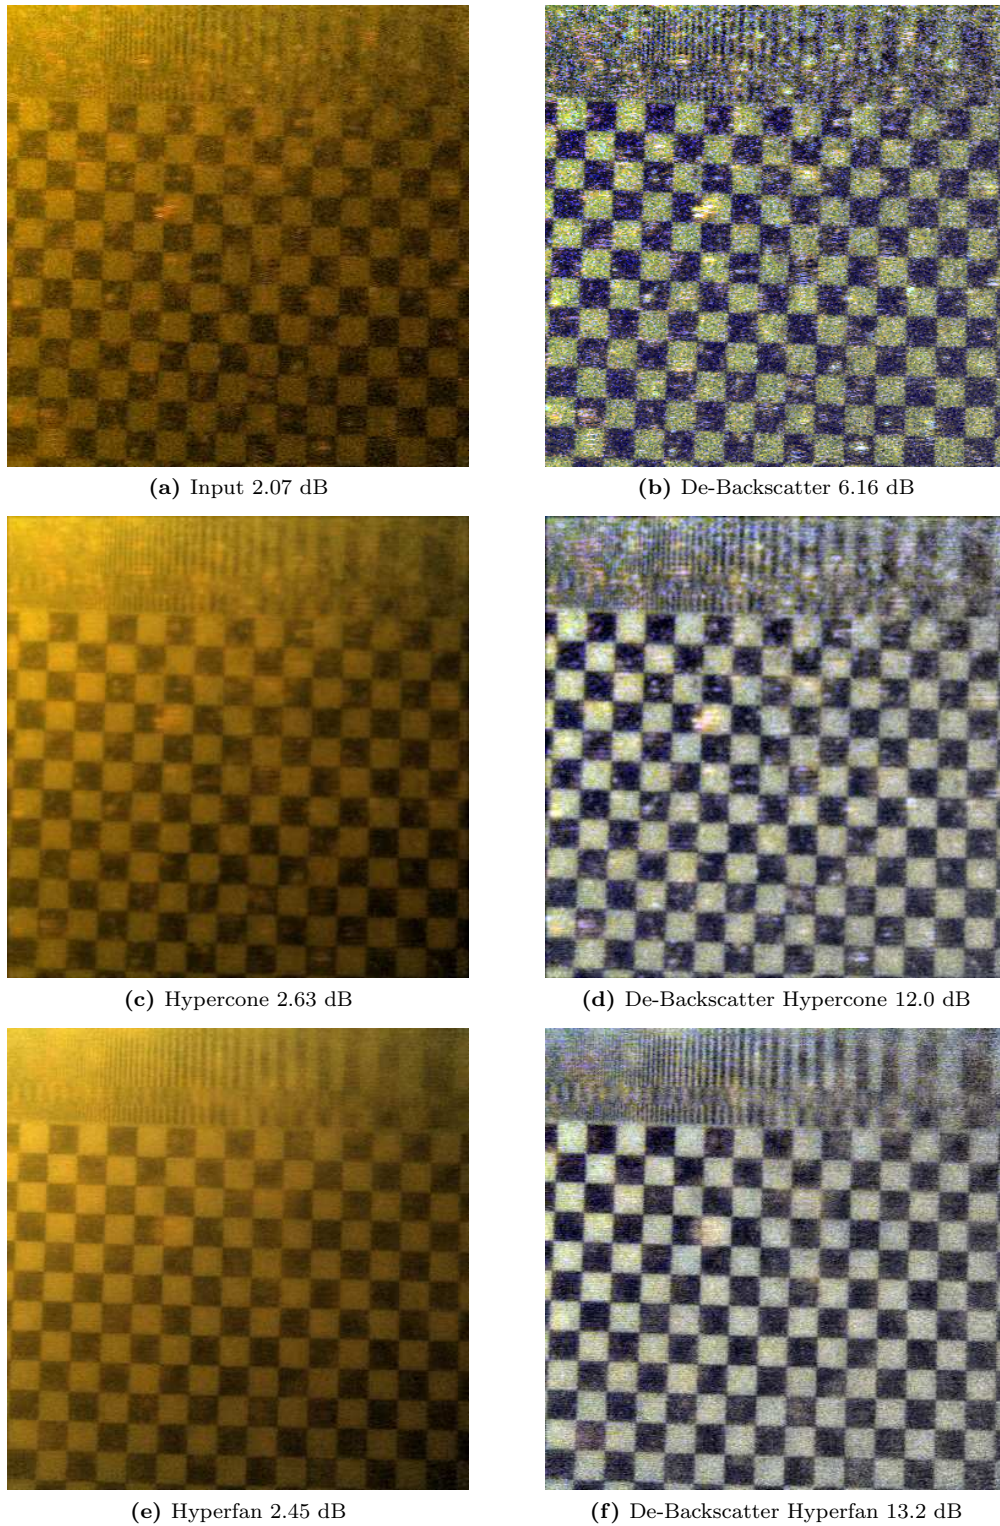 (a) Input 2.07 dB
(b) De-Backscatter 6.16 dB
(c) Hypercone 2.63 dB
(d) De-Backscatter Hypercone 12.0 dB
(e) Hyperfan 2.45 dB
(f) De-Backscatter Hyperfan 13.2 dB